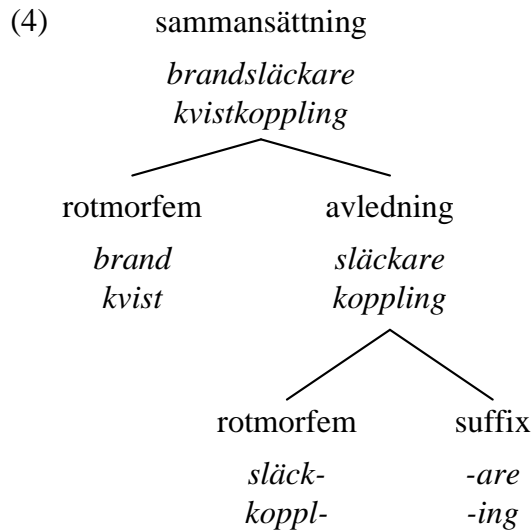 (4) sammansättning
brandsläckare
kvistkoppling
rotmorfem avledning
brand släckare
kvist koppling
rotmorfem suffix
släck- -are
koppl- -ing